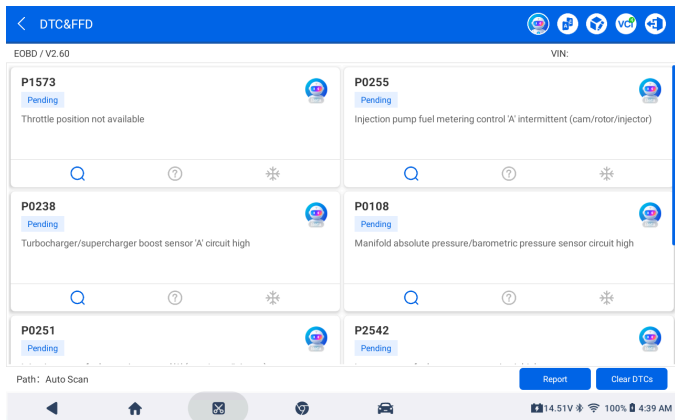 DTC&FFD
VCI
EOBD / V2.60
VIN:
P1573
Pending
Throttle position not available
P0255
Pending
Injection pump fuel metering control 'A' intermittent (cam/rotor/injector)
P0238
Pending
Turbocharger/supercharger boost sensor 'A' circuit high
P0108
Pending
Manifold absolute pressure/barometric pressure sensor circuit high
P0251
Pending
P2542
Pending
Path: Auto Scan
Report
Clear DTCs
14.51V 100% 4:39 AM